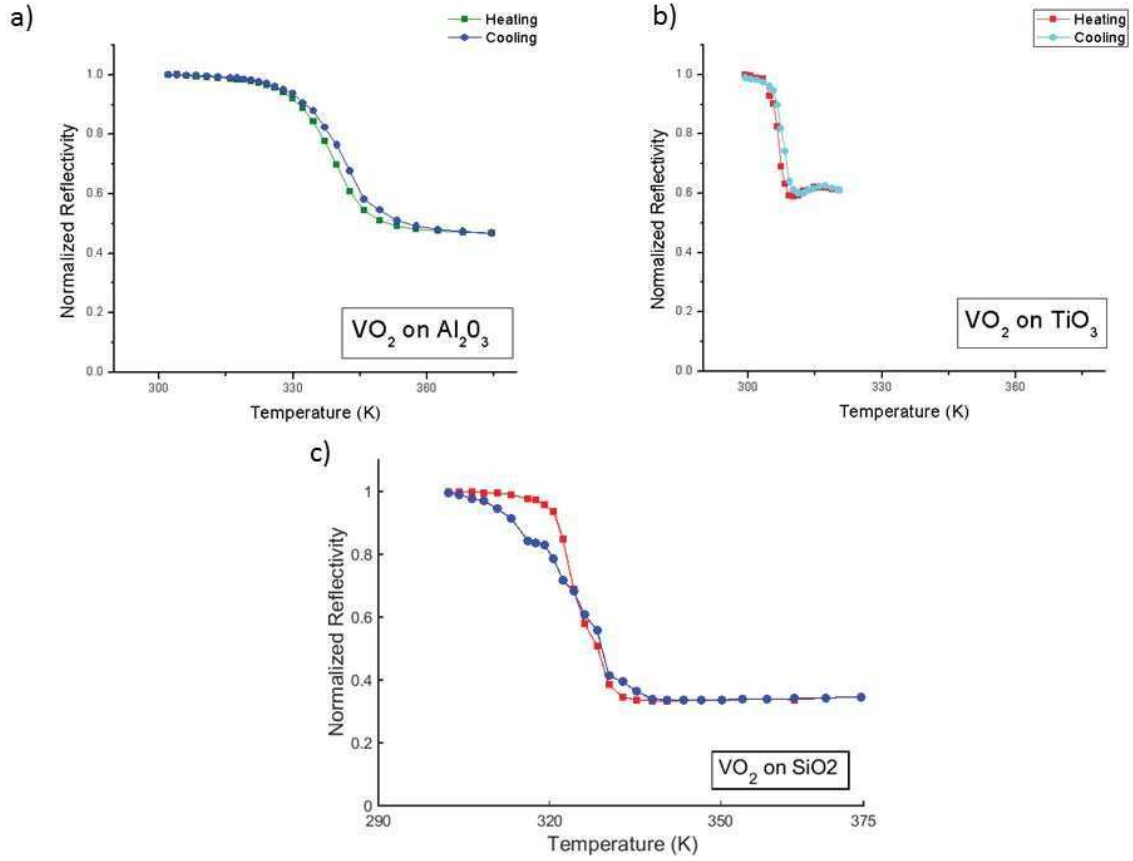 a)
Heating
Cooling
1.0
0.8
0.6
0.4
0.2
0.0
Normalized Reflectivity
VO₂ on Al₂0₃
300
330
360
Temperature (K)
b)
Heating
Cooling
1.0
0.8
0.6
0.4
0.2
0.0
Normalized Reflectivity
VO₂ on TiO₃
300
330
360
Temperature (K)
c)
1
0.8
0.6
0.4
0.2
0
Normalized Reflectivity
VO₂ on SiO2
290
320
350
375
Temperature (K)